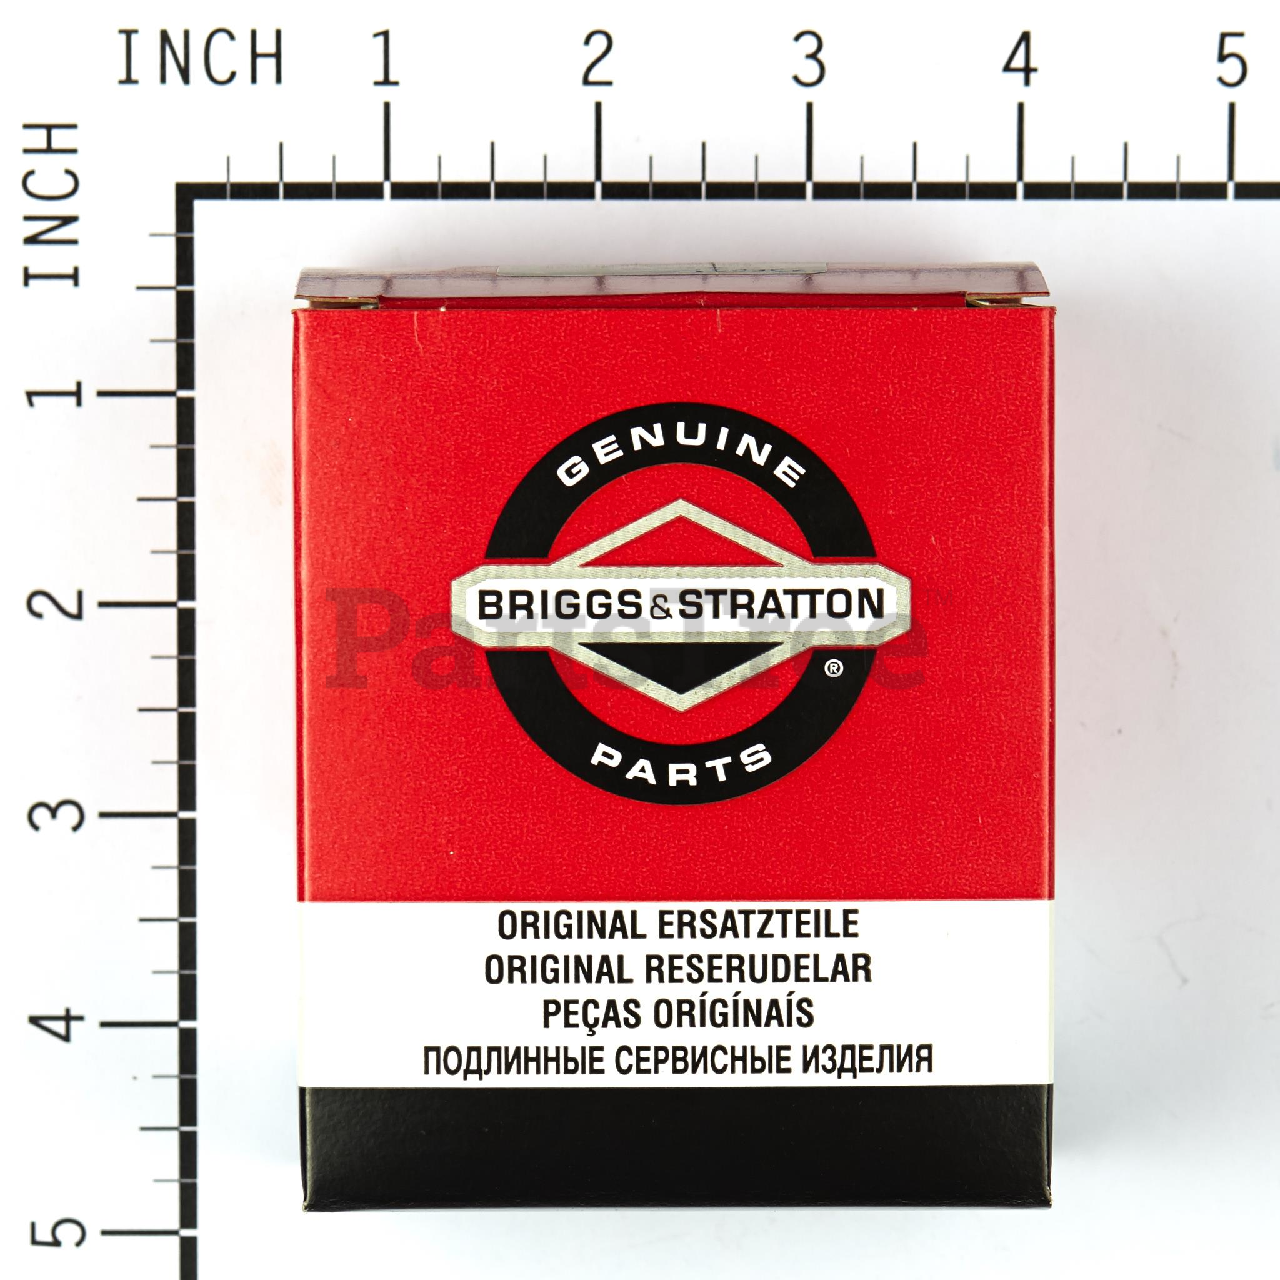 INCH 1 2 3 4 5
INCH
1
2
3
4
5
GENUINE
BRIGGS&STRATTON
®
PARTS
PartsTree
ORIGINAL ERSATZTEILE
ORIGINAL RESERUDELAR
PEÇAS ORÍGÍNAÍS
ПОДЛИННЫЕ СЕРВИСНЫЕ ИЗДЕЛИЯ